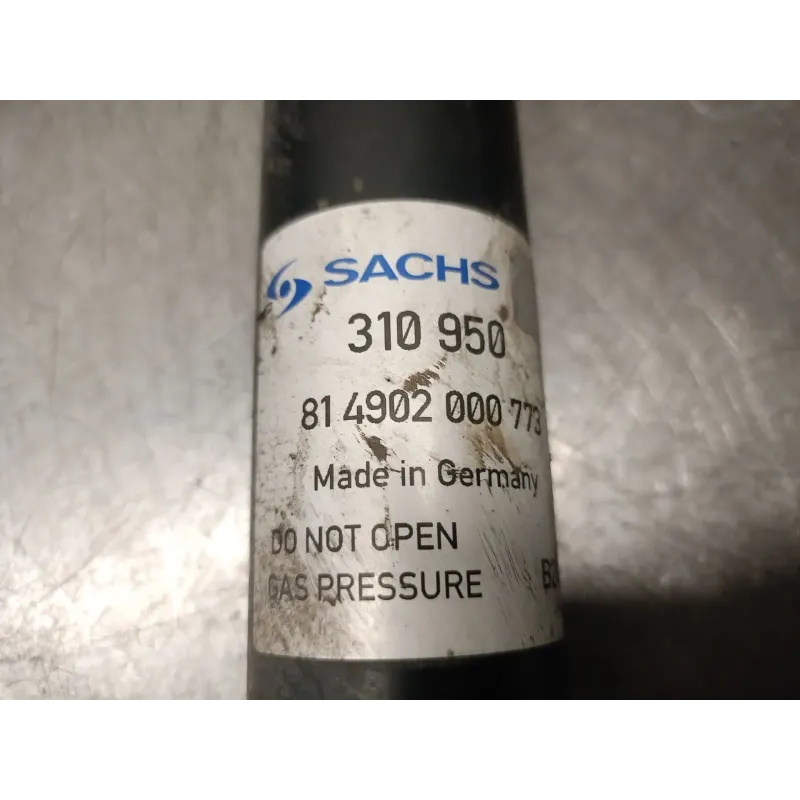 SACHS
310 950
81 4902 000 773
Made in Germany
DO NOT OPEN
GAS PRESSURE